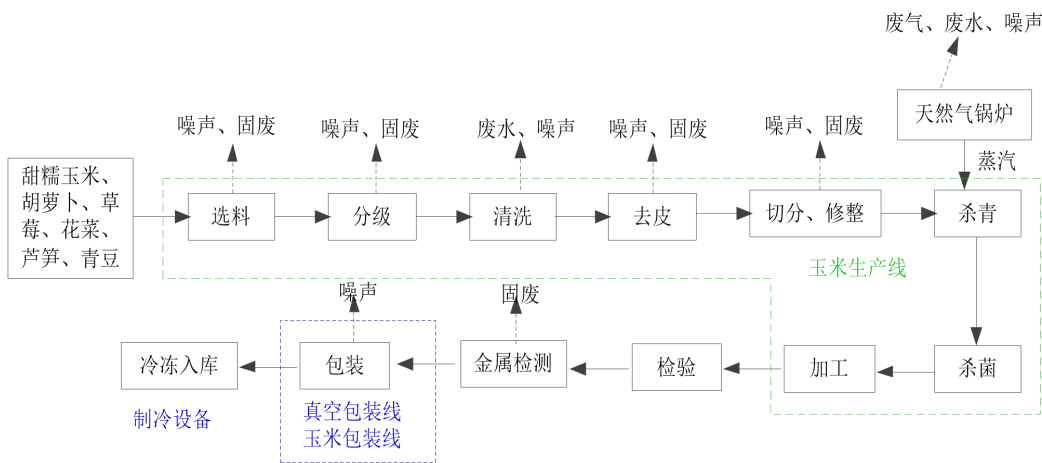 废气、废水、噪声
天然气锅炉
蒸汽
噪声、固废
噪声、固废
废水、噪声
噪声、固废
噪声、固废
甜糯玉米、
胡萝卜、草
莓、花菜、
芦笋、青豆
选料
分级
清洗
去皮
切分、修整
杀青
玉米生产线
噪声
固废
冷冻入库
包装
金属检测
检验
加工
杀菌
制冷设备
真空包装线
玉米包装线